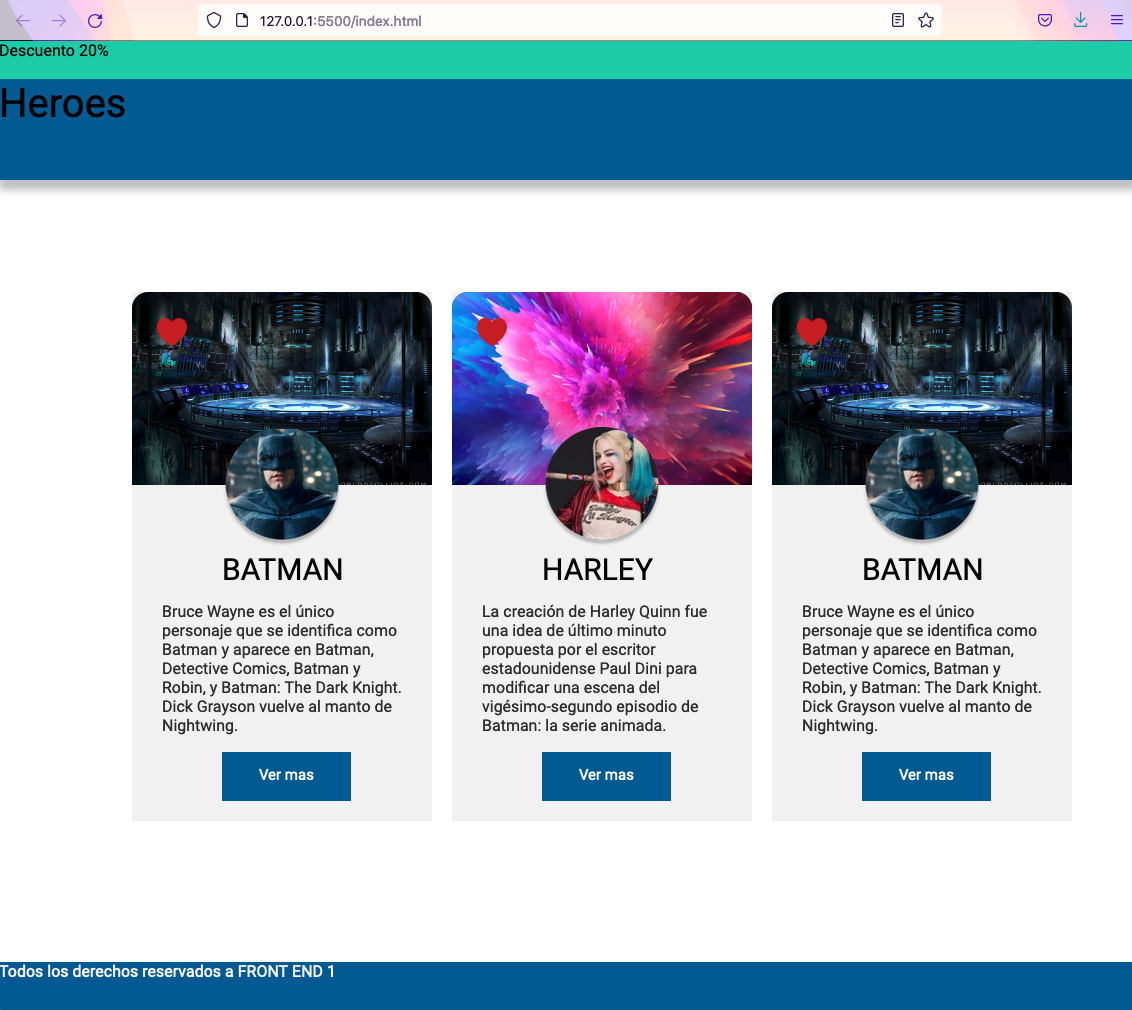 127.0.0.1:5500/index.html
Descuento 20%
Heroes
BATMAN
Bruce Wayne es el único
personaje que se identifica como
Batman y aparece en Batman,
Detective Comics, Batman y
Robin, y Batman: The Dark Knight.
Dick Grayson vuelve al manto de
Nightwing.
Ver mas
HARLEY
La creación de Harley Quinn fue
una idea de último minuto
propuesta por el escritor
estadounidense Paul Dini para
modificar una escena del
vigésimo-segundo episodio de
Batman: la serie animada.
Ver mas
BATMAN
Bruce Wayne es el único
personaje que se identifica como
Batman y aparece en Batman,
Detective Comics, Batman y
Robin, y Batman: The Dark Knight.
Dick Grayson vuelve al manto de
Nightwing.
Ver mas
Todos los derechos reservados a FRONT END 1